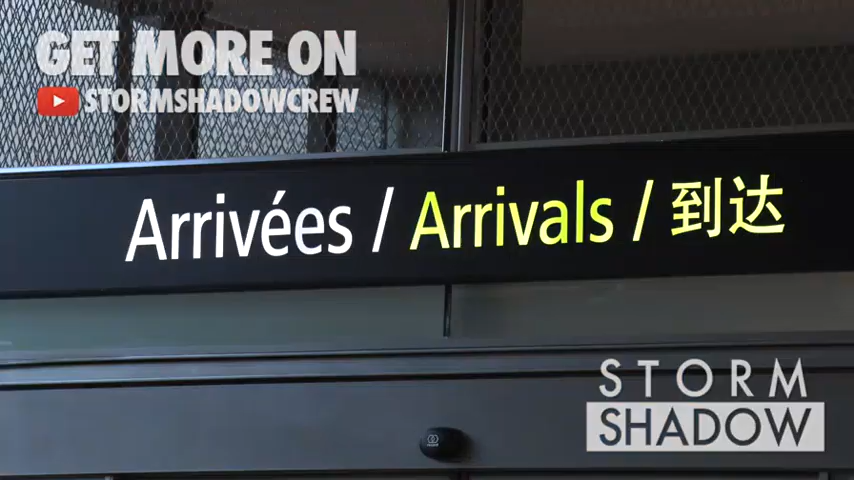 GET MORE ON
STORMSHADOWCREW
Arrivées / Arrivals / 到达
STORM
SHADOW